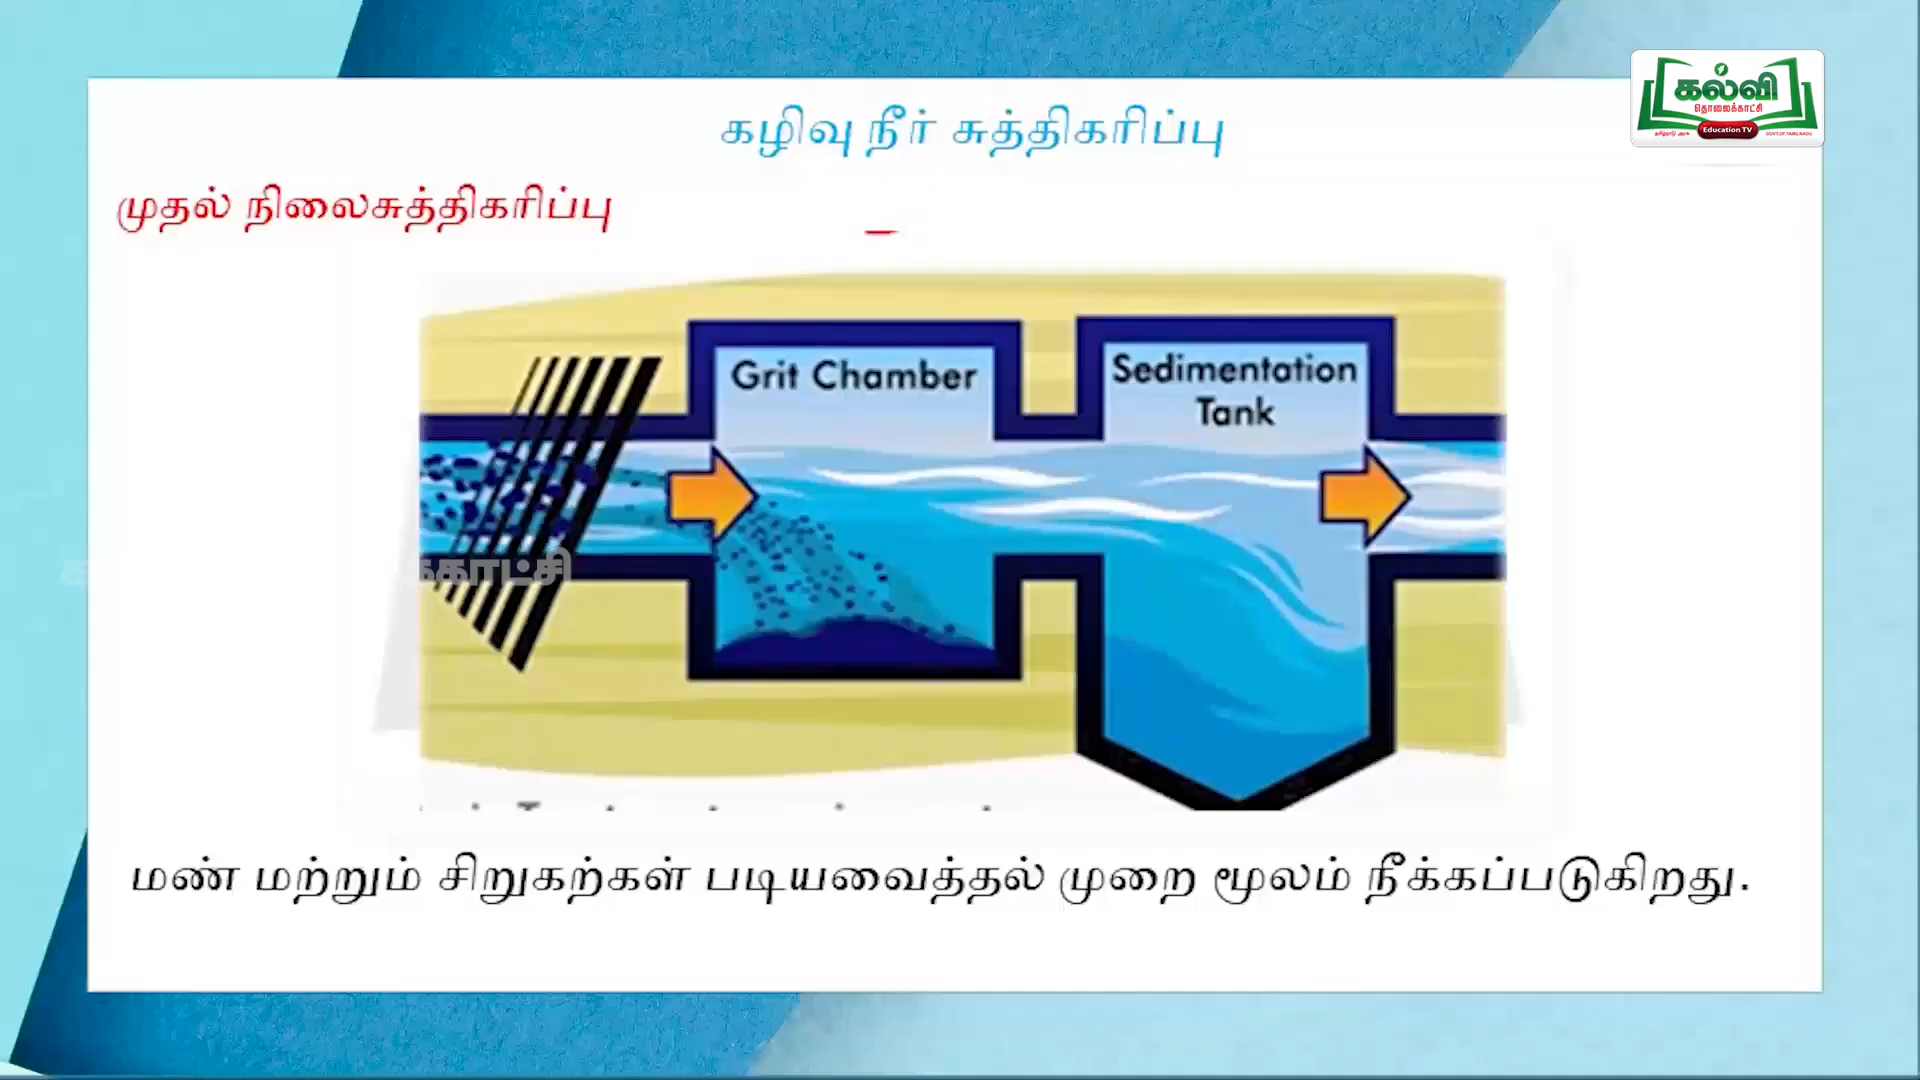 கல்வி
தொலைக்காட்சி
Education TV
கழிவு நீர் சுத்திகரிப்பு
முதல் நிலைசுத்திகரிப்பு
Grit Chamber
Sedimentation
Tank
மண் மற்றும் சிறுகற்கள் படியவைத்தல் முறை மூலம் நீக்கப்படுகிறது.